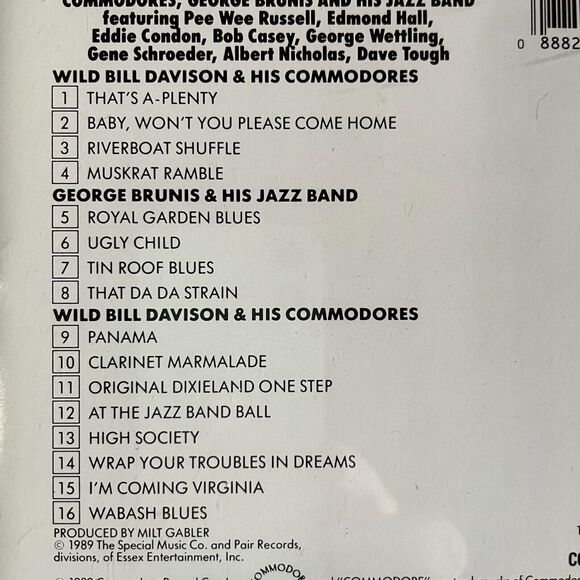 COMMODORES, GEORGE BRUNIS AND HIS JAZZ BAND
featuring Pee Wee Russell, Edmond Hall,
Eddie Condon, Bob Casey, George Wettling,
Gene Schroeder, Albert Nicholas, Dave Tough
0 8882
WILD BILL DAVISON & HIS COMMODORES
1 THAT'S A-PLENTY
2 BABY, WON'T YOU PLEASE COME HOME
3 RIVERBOAT SHUFFLE
4 MUSKRAT RAMBLE
GEORGE BRUNIS & HIS JAZZ BAND
5 ROYAL GARDEN BLUES
6 UGLY CHILD
7 TIN ROOF BLUES
8 THAT DA DA STRAIN
WILD BILL DAVISON & HIS COMMODORES
9 PANAMA
10 CLARINET MARMALADE
11 ORIGINAL DIXIELAND ONE STEP
12 AT THE JAZZ BAND BALL
13 HIGH SOCIETY
14 WRAP YOUR TROUBLES IN DREAMS
15 I'M COMING VIRGINIA
16 WABASH BLUES
PRODUCED BY MILT GABLER
© 1989 The Special Music Co. and Pair Records,
divisions, of Essex Entertainment, Inc.
COMMODORE